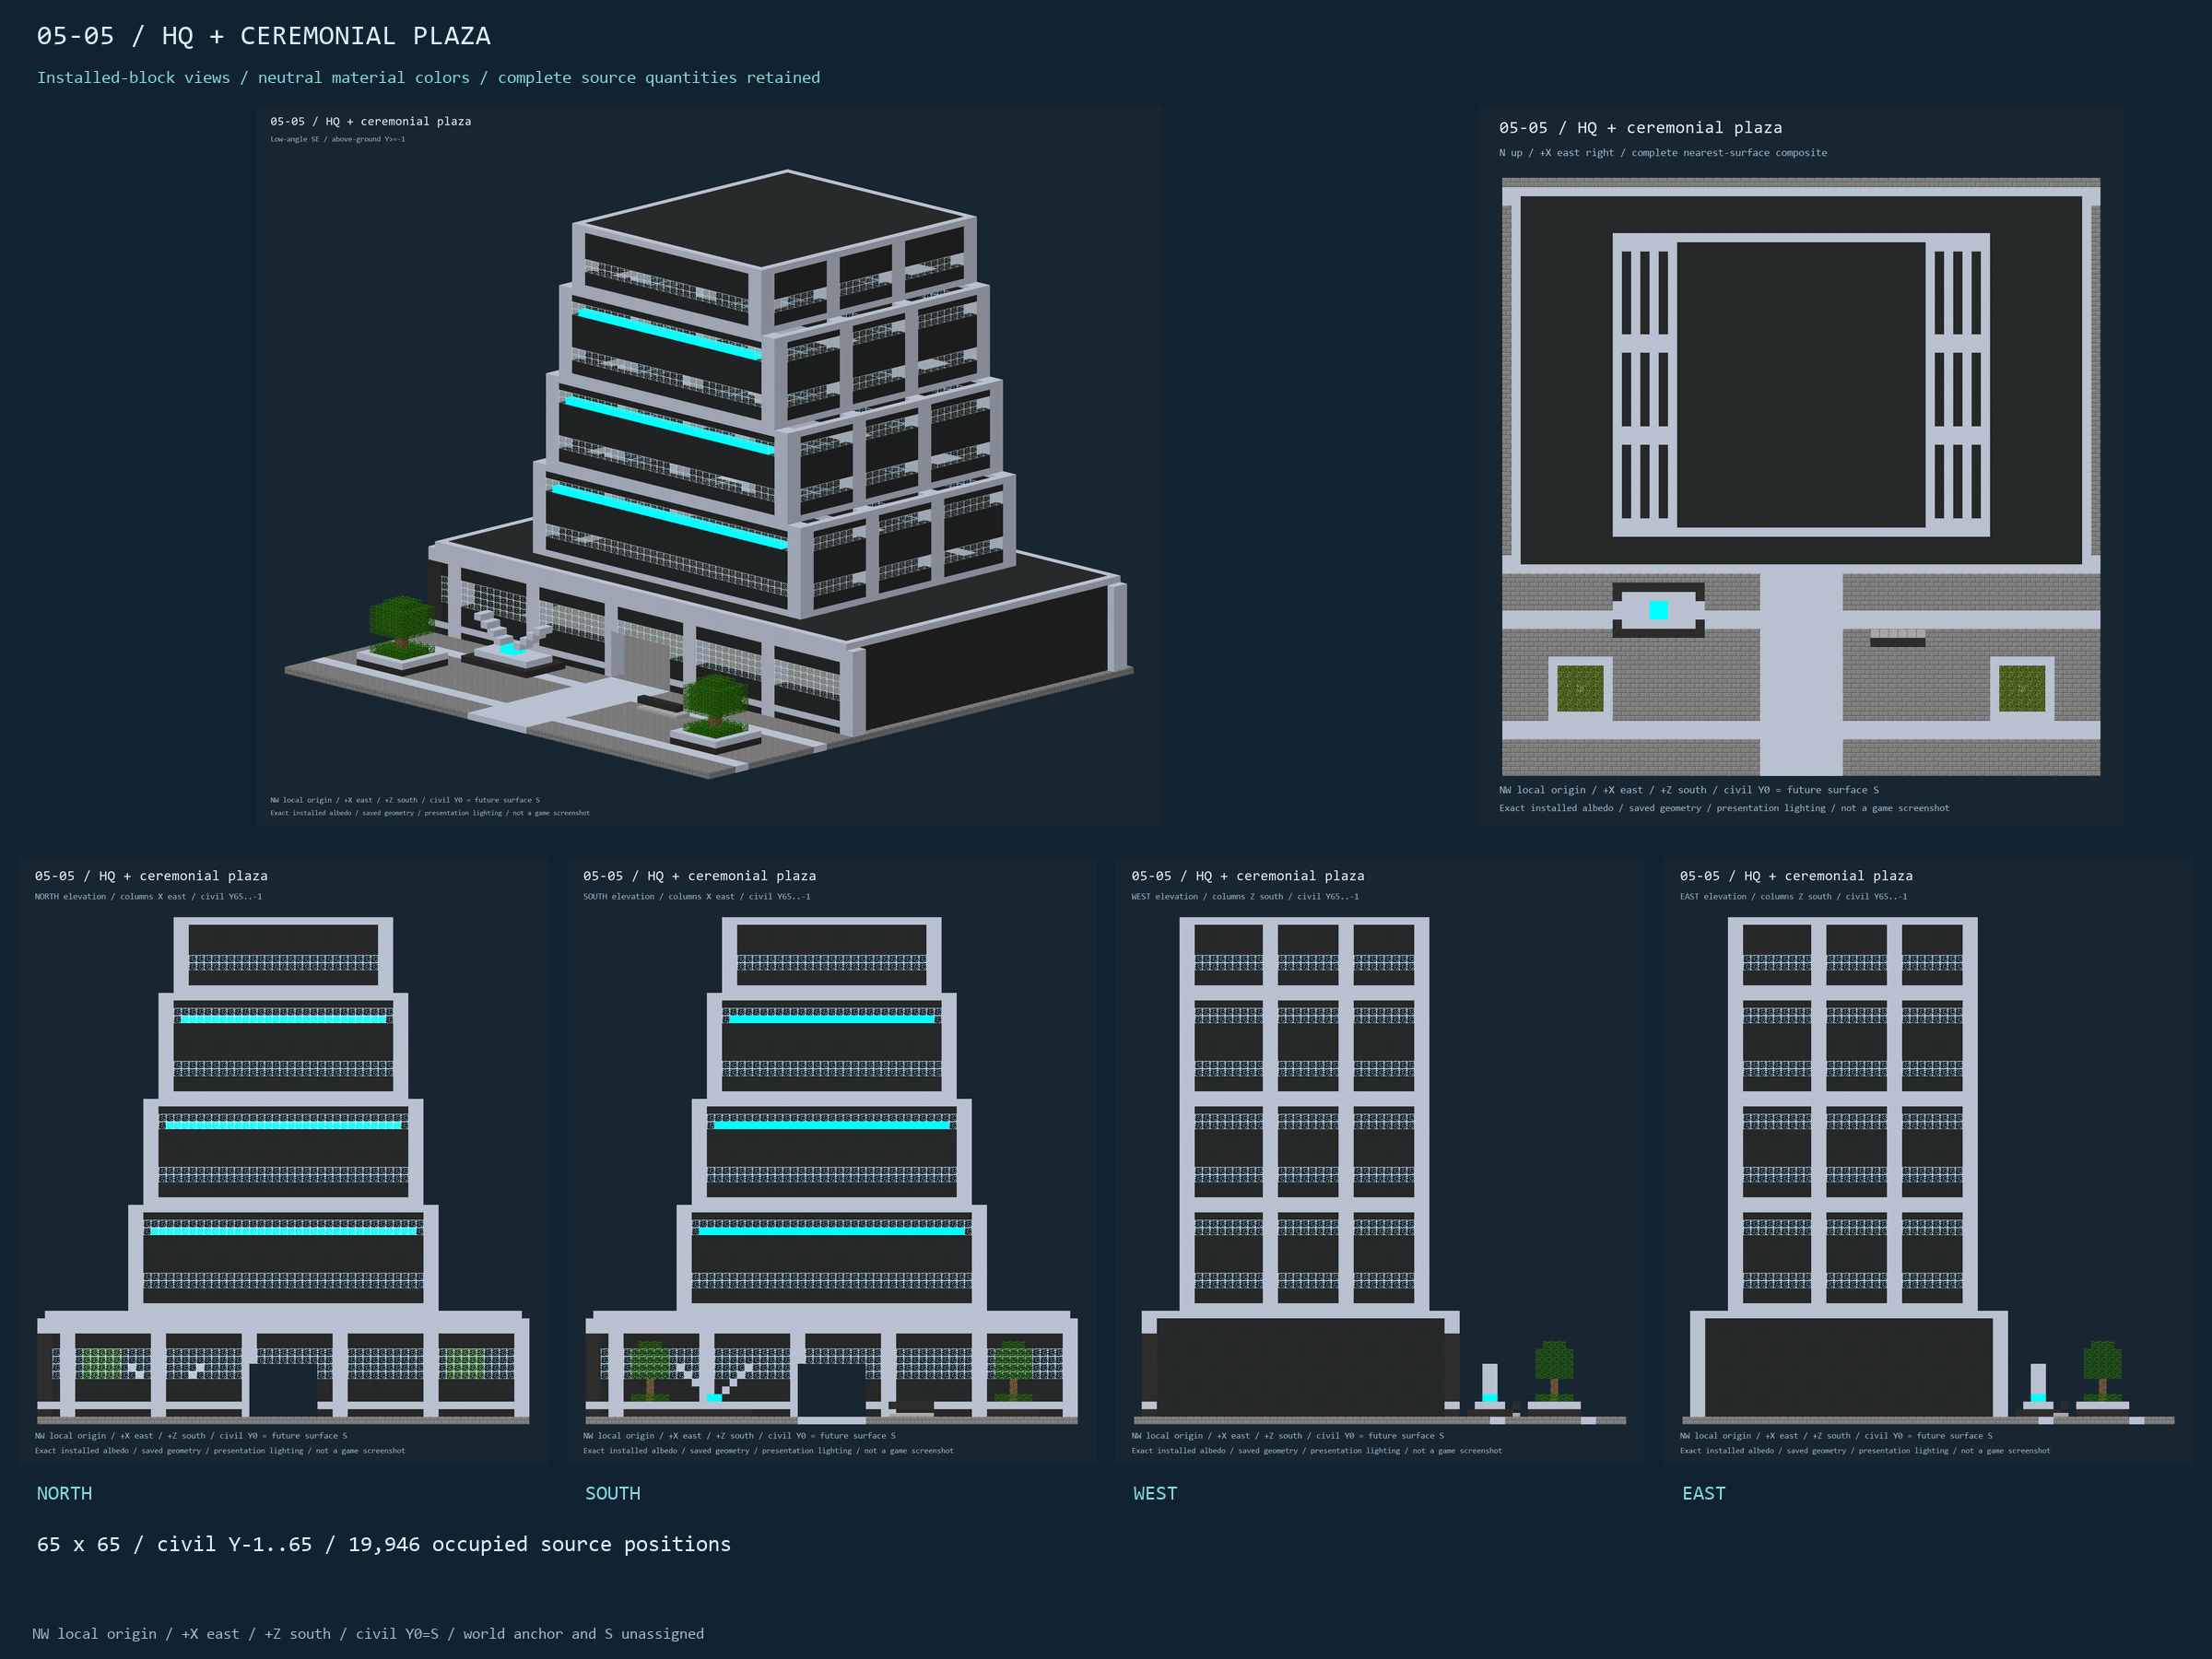 05-05 / HQ + CEREMONIAL PLAZA
Installed-block views / neutral material colors / complete source quantities retained
05-05 / HQ + ceremonial plaza
Low-angle SE / above-ground Y>=-1
NW local origin / +X east / +Z south / civil Y0 = future surface S
Exact installed albedo / saved geometry / presentation lighting / not a game screenshot
05-05 / HQ + ceremonial plaza
N up / +X east right / complete nearest-surface composite
NW local origin / +X east / +Z south / civil Y0 = future surface S
Exact installed albedo / saved geometry / presentation lighting / not a game screenshot
05-05 / HQ + ceremonial plaza
NORTH elevation / columns X east / civil Y65..-1
NW local origin / +X east / +Z south / civil Y0 = future surface S
Exact installed albedo / saved geometry / presentation lighting / not a game screenshot
NORTH
05-05 / HQ + ceremonial plaza
SOUTH elevation / columns X east / civil Y65..-1
NW local origin / +X east / +Z south / civil Y0 = future surface S
Exact installed albedo / saved geometry / presentation lighting / not a game screenshot
SOUTH
05-05 / HQ + ceremonial plaza
WEST elevation / columns Z south / civil Y65..-1
NW local origin / +X east / +Z south / civil Y0 = future surface S
Exact installed albedo / saved geometry / presentation lighting / not a game screenshot
WEST
05-05 / HQ + ceremonial plaza
EAST elevation / columns Z south / civil Y65..-1
NW local origin / +X east / +Z south / civil Y0 = future surface S
Exact installed albedo / saved geometry / presentation lighting / not a game screenshot
EAST
65 x 65 / civil Y-1..65 / 19,946 occupied source positions
NW local origin / +X east / +Z south / civil Y0=S / world anchor and S unassigned